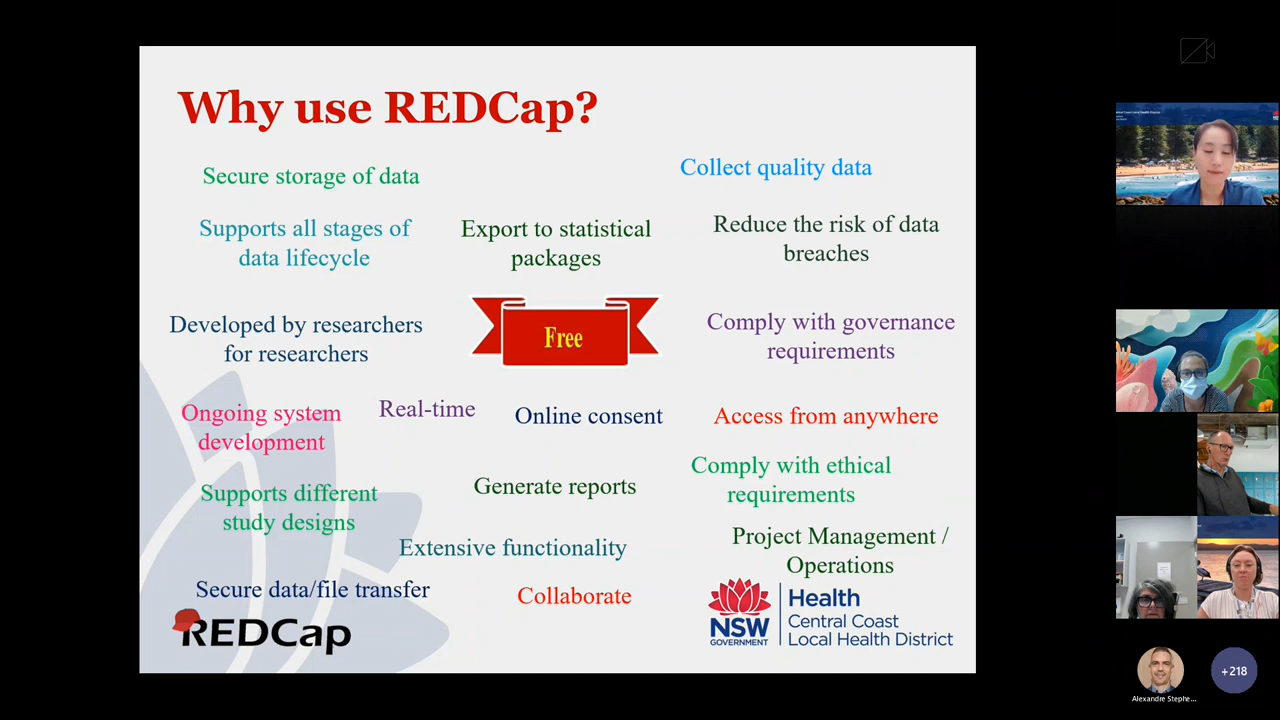 Why use REDCap?
Secure storage of data
Collect quality data
Supports all stages of
data lifecycle
Export to statistical
packages
Reduce the risk of data
breaches
Developed by researchers
for researchers
Free
Comply with governance
requirements
Ongoing system
development
Real-time
Online consent
Access from anywhere
Supports different
study designs
Generate reports
Comply with ethical
requirements
Extensive functionality
Project Management /
Operations
Secure data/file transfer
Collaborate
REDCap
NSW
GOVERNMENT
Health
Central Coast
Local Health District
Alexandre Stephe...
+218